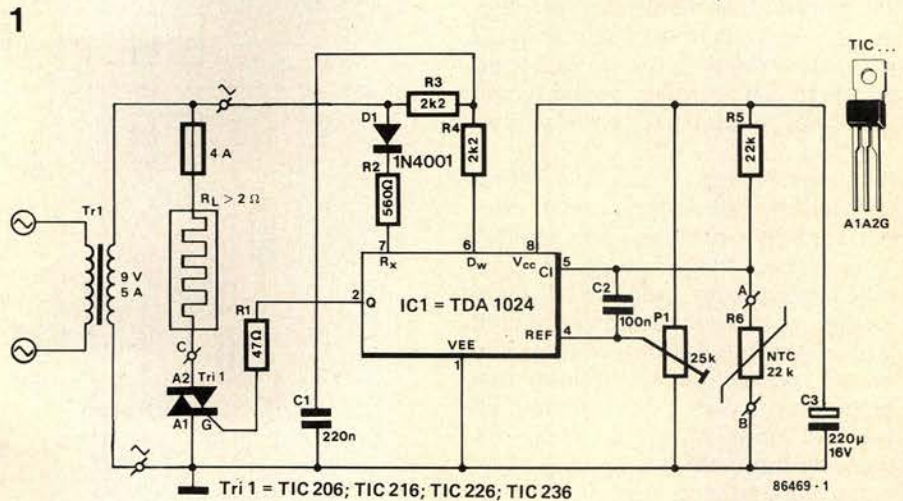 1
TIC ...
A1A2G
R3
2k2
D1
1N4001
R4
2k2
R2
560Ω
R5
22k
4 A
RL > 2 Ω
Tr1
9 V
5 A
7
6
8
Rx
DW
VCC
CI
5
2
Q
IC1 = TDA 1024
REF
4
VEE
1
R1
47Ω
C2
100n
P1
25k
A
R6
NTC
22 k
B
C
A2
Tri 1
A1
G
C1
220n
C3
220µ
16V
Tri 1 = TIC 206; TIC 216; TIC 226; TIC 236
86469 - 1